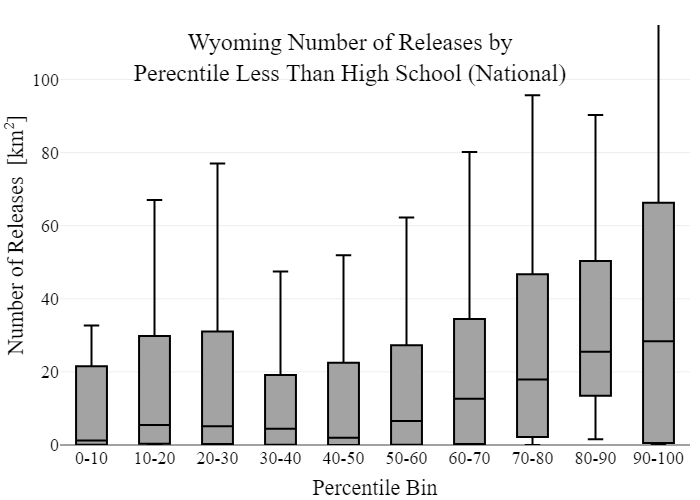 Wyoming Number of Releases by
Perecntile Less Than High School (National)
Number of Releases [km²]
100
80
60
40
20
0
0-10 10-20 20-30 30-40 40-50 50-60 60-70 70-80 80-90 90-100
Percentile Bin